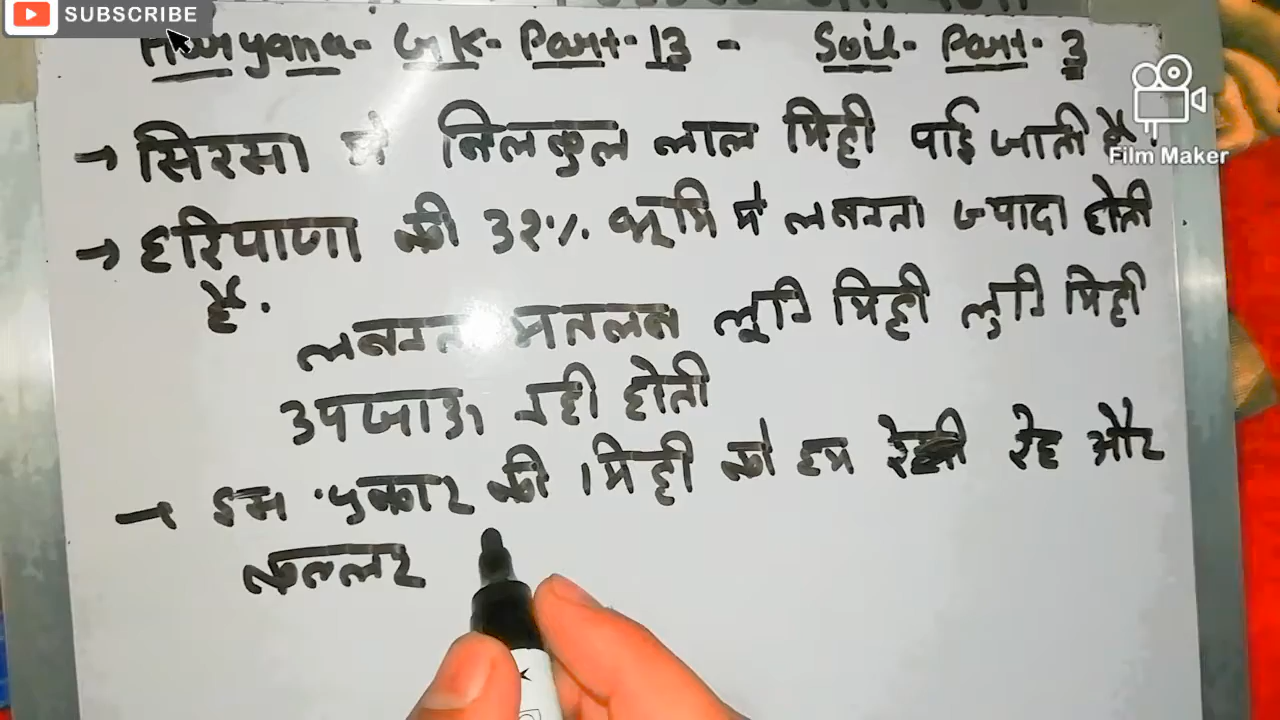 SUBSCRIBE
Haryana- GK- Part-13 - Soil- Part-3
Film Maker
→ सिरसा मे बिलकुल लाल मिट्टी पाई जाती है.
→ हरियाणा की 32% भूमि मे लवणता ज्यादा होती
है.
मतलब लूनी मिट्टी लुनी मिट्टी
उपजाऊ नही होती
→ इस प्रकार की मिट्टी को हम रेह और
कल्लर